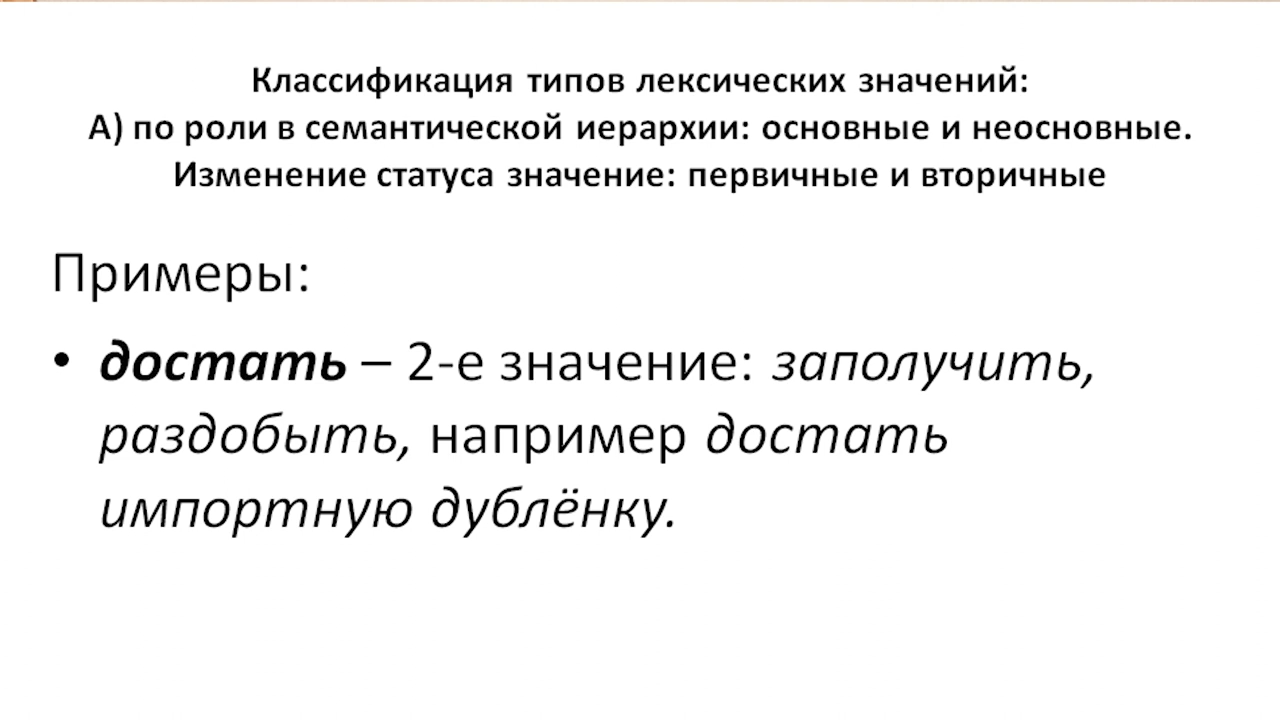 Классификация типов лексических значений:
А) по роли в семантической иерархии: основные и неосновные.
Изменение статуса значение: первичные и вторичные
Примеры:
• достать – 2-е значение: заполучить,
раздобыть, например достать
импортную дублёнку.